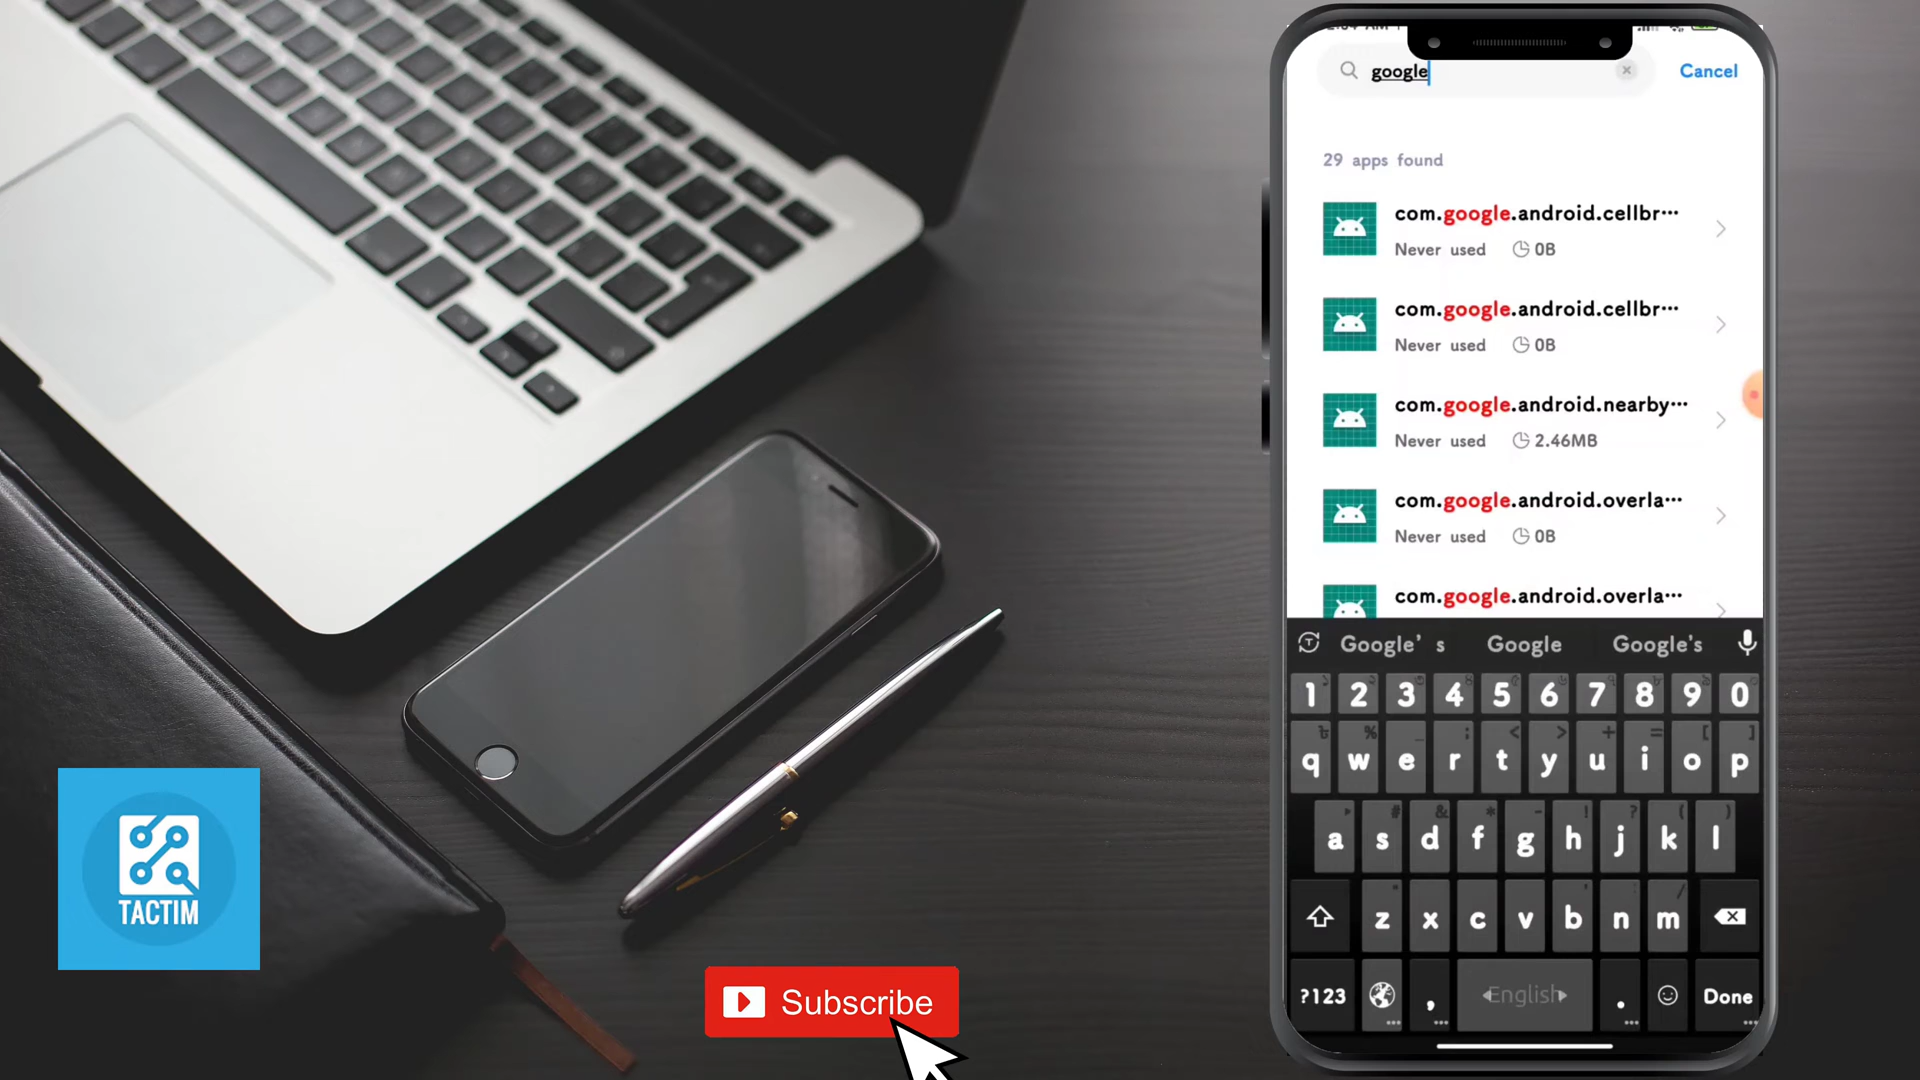 google
Cancel
29 apps found
com.google.android.cellbr···
Never used 0B
com.google.android.cellbr···
Never used 0B
com.google.android.nearby···
Never used 2.46MB
com.google.android.overla···
Never used 0B
com.google.android.overla···
Google’ s Google Google's
1 2 3 4 5 6 7 8 9 0
q w e r t y u i o p
a s d f g h j k l
z x c v b n m
?123 , English . Done
TACTIM
Subscribe